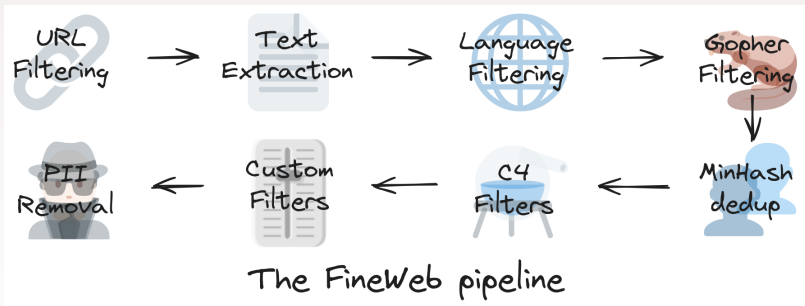 URL
Filtering
Text
Extraction
Language
Filtering
Gopher
Filtering
MinHash
dedup
C4
Filters
Custom
Filters
PII
Removal
The FineWeb pipeline